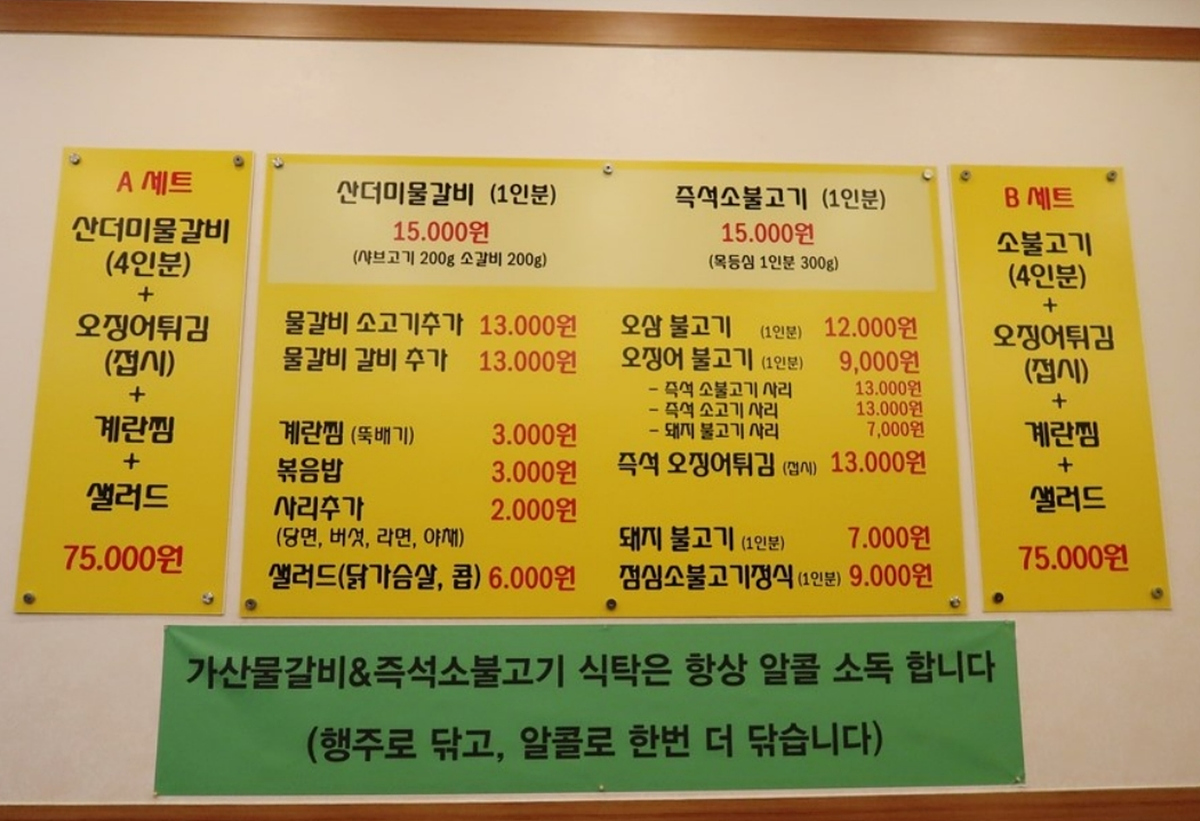 A 세트
산더미물갈비
(4인분)
+
오징어튀김
(접시)
+
계란찜
+
샐러드
75.000원
산더미물갈비 (1인분)
15.000원
(샤브고기 200g 소갈비 200g)
물갈비 소고기추가 13.000원
물갈비 갈비 추가 13.000원
계란찜 (뚝배기) 3.000원
볶음밥 3.000원
사리추가 2.000원
(당면, 버섯, 라면, 야채)
샐러드(닭가슴살, 콥) 6.000원
즉석소불고기 (1인분)
15.000원
(목등심 1인분 300g)
오삼 불고기 (1인분) 12.000원
오징어 불고기 (1인분) 9,000원
- 즉석 소불고기 사리 13.000원
- 즉석 소고기 사리 13.000원
- 돼지 불고기 사리 7,000원
즉석 오징어튀김 (접시) 13.000원
돼지 불고기 (1인분) 7.000원
점심소불고기정식 (1인분) 9.000원
B 세트
소불고기
(4인분)
+
오징어튀김
(접시)
+
계란찜
+
샐러드
75.000원
가산물갈비&즉석소불고기 식탁은 항상 알콜 소독 합니다
(행주로 닦고, 알콜로 한번 더 닦습니다)